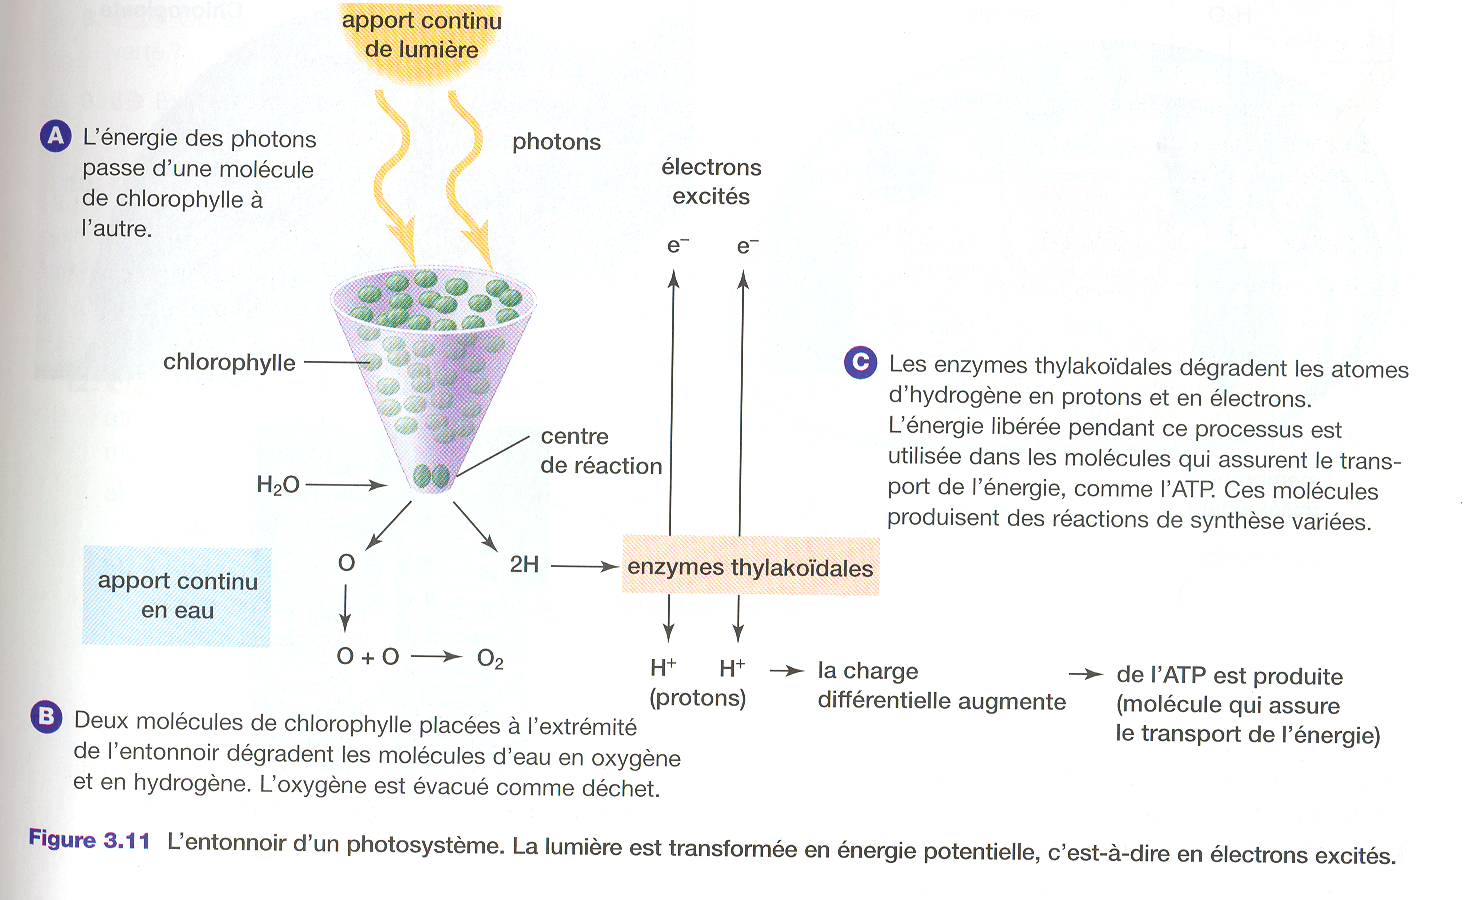 apport continu
de lumière
A L'énergie des photons
passe d'une molécule
de chlorophylle à
l'autre.
photons
électrons
excités
e⁻ e⁻
chlorophylle
centre
de réaction
H₂O
C Les enzymes thylakoïdales dégradent les atomes
d'hydrogène en protons et en électrons.
L'énergie libérée pendant ce processus est
utilisée dans les molécules qui assurent le trans-
port de l'énergie, comme l'ATP. Ces molécules
produisent des réactions de synthèse variées.
apport continu
en eau
O
2H
enzymes thylakoïdales
O + O
O₂
H⁺ H⁺
(protons)
la charge
différentielle augmente
de l'ATP est produite
(molécule qui assure
le transport de l'énergie)
B Deux molécules de chlorophylle placées à l'extrémité
de l'entonnoir dégradent les molécules d'eau en oxygène
et en hydrogène. L'oxygène est évacué comme déchet.
Figure 3.11 L'entonnoir d'un photosystème. La lumière est transformée en énergie potentielle, c'est-à-dire en électrons excités.